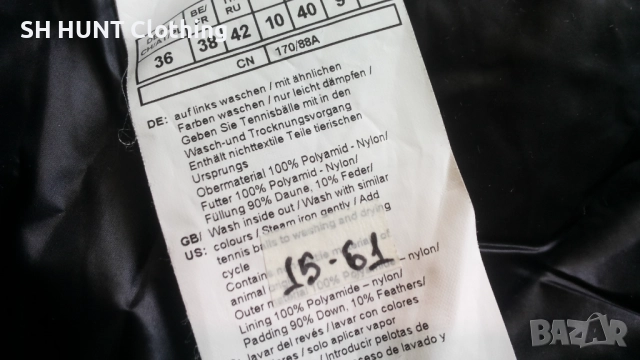 SH HUNT CLOTHING
BE/ RU
36 38 42 10 40
CN 170/88A
DE: auf links waschen / mit ähnlichen
Farben waschen / nur leicht dämpfen /
Geben Sie Tennisbälle mit in den
Wasch-und Trocknungsvorgang
Enthält nichttextile Teile tierischen
Ursprungs
Obermaterial 100% Polyamid - Nylon/
Futter 100% Polyamid - Nylon/
Füllung 90% Daune, 10% Feder/
GB/ Wash inside out / Wash with similar
US: colours / Steam iron gently / Add
tennis balls to washing and drying
cycle
Contains
animal
Outer nylon/
15-61
Lining 100% Polyamide – nylon/
Padding 90% Down, 10% Feathers/
lavar del revés / lavar con colores
/ solo aplicar vapor
/ Introducir pelotas de
lavado y
BAZAR